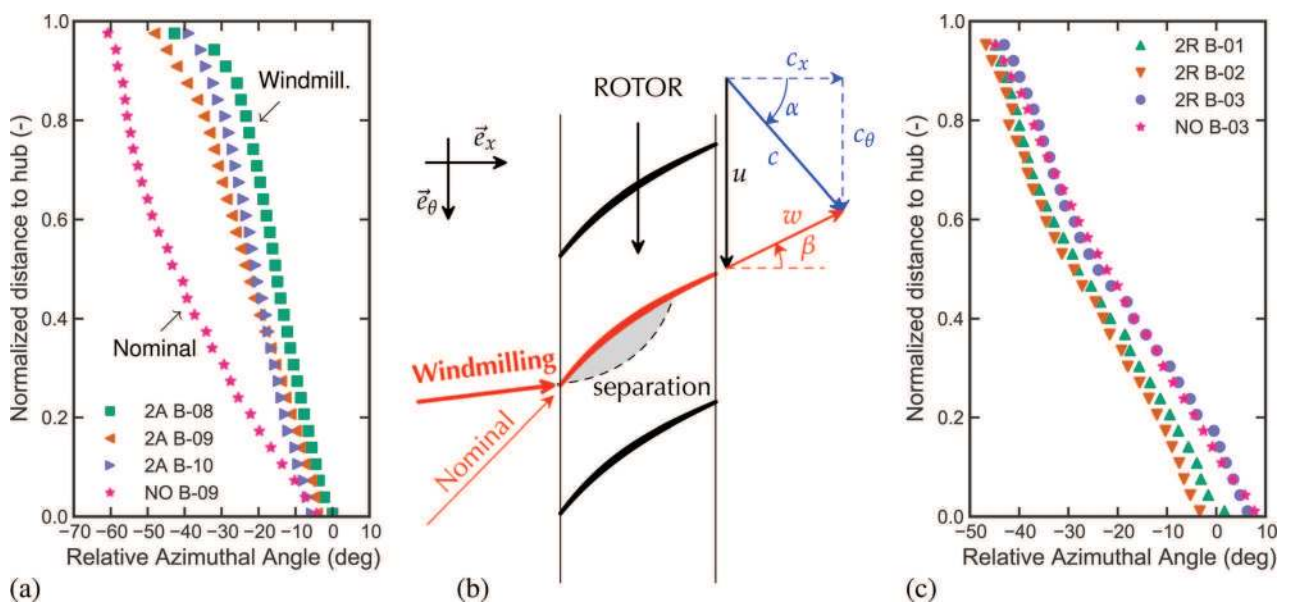 Normalized distance to hub (-)
1.0
0.8
0.6
0.4
0.2
0.0
Windmill.
Nominal
2A B-08
2A B-09
2A B-10
NO B-09
−70 −60 −50 −40 −30 −20 −10 0 10
Relative Azimuthal Angle (deg)
(a)
ROTOR
e⃗x
e⃗θ
u
cx
α
c
cθ
w
β
Windmilling
separation
Nominal
(b)
Normalized distance to hub (-)
1.0
0.8
0.6
0.4
0.2
0.0
2R B-01
2R B-02
2R B-03
NO B-03
−50 −40 −30 −20 −10 0 10
Relative Azimuthal Angle (deg)
(c)